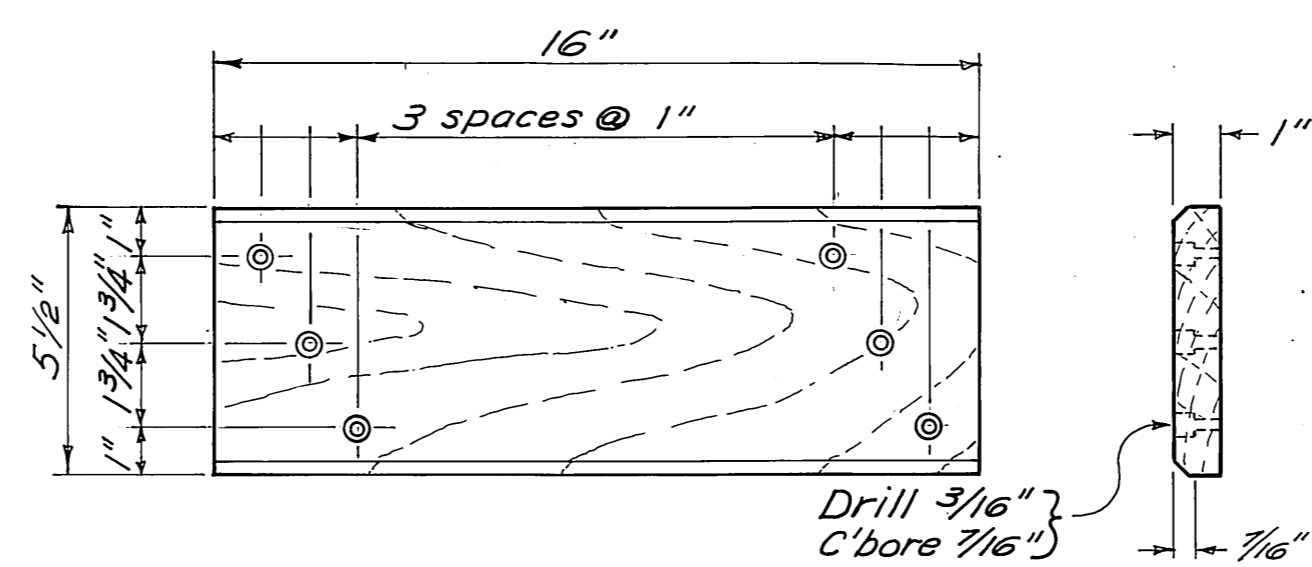 16"
3 spaces @ 1"
1"
5 1/2"
1"
1 3/4"
1 3/4"
1"
Drill 3/16"
C'bore 7/16"
7/16"